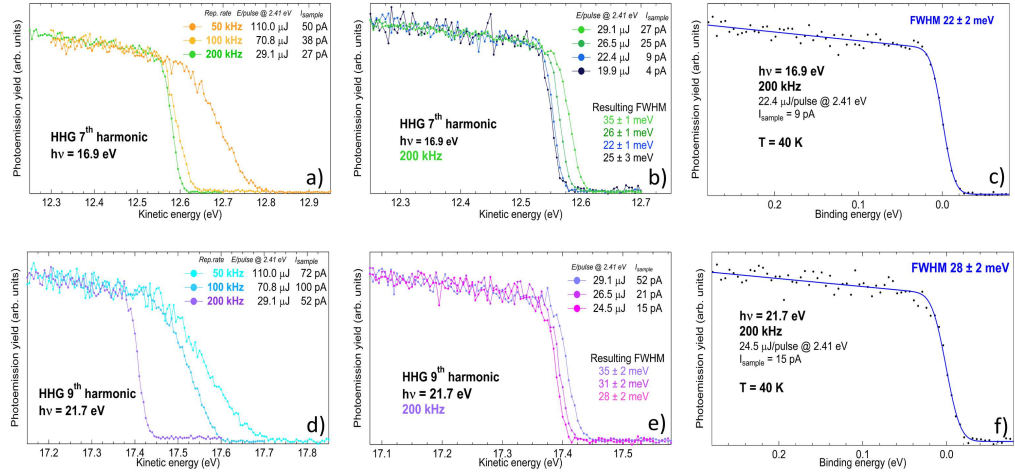 Rep. rate E/pulse @ 2.41 eV Isample
50 kHz 110.0 μJ 50 pA
100 kHz 70.8 μJ 38 pA
200 kHz 29.1 μJ 27 pA
HHG 7th harmonic
hν = 16.9 eV
a)
Photoemission yield (arb. units)
12.3 12.4 12.5 12.6 12.7 12.8 12.9
Kinetic energy (eV)
E/pulse @ 2.41 eV Isample
29.1 μJ 27 pA
26.5 μJ 25 pA
22.4 μJ 9 pA
19.9 μJ 4 pA
Resulting FWHM
35 ± 1 meV
26 ± 1 meV
22 ± 1 meV
25 ± 3 meV
HHG 7th harmonic
hν = 16.9 eV
200 kHz
b)
Photoemission yield (arb. units)
12.3 12.4 12.5 12.6 12.7
Kinetic energy (eV)
FWHM 22 ± 2 meV
hν = 16.9 eV
200 kHz
22.4 μJ/pulse @ 2.41 eV
Isample = 9 pA
T = 40 K
c)
Photoemission yield (arb. units)
0.2 0.1 0.0
Binding energy (eV)
Rep.rate E/pulse @ 2.41 eV Isample
50 kHz 110.0 μJ 72 pA
100 kHz 70.8 μJ 100 pA
200 kHz 29.1 μJ 52 pA
HHG 9th harmonic
hν = 21.7 eV
d)
Photoemission yield (arb. units)
17.2 17.3 17.4 17.5 17.6 17.7 17.8
Kinetic energy (eV)
E/pulse @ 2.41 eV Isample
29.1 μJ 52 pA
26.5 μJ 21 pA
24.5 μJ 15 pA
Resulting FWHM
35 ± 2 meV
31 ± 2 meV
28 ± 2 meV
HHG 9th harmonic
hν = 21.7 eV
200 kHz
e)
Photoemission yield (arb. units)
17.1 17.2 17.3 17.4 17.5
Kinetic energy (eV)
FWHM 28 ± 2 meV
hν = 21.7 eV
200 kHz
24.5 μJ/pulse @ 2.41 eV
Isample = 15 pA
T = 40 K
f)
Photoemission yield (arb. units)
0.2 0.1 0.0
Binding energy (eV)